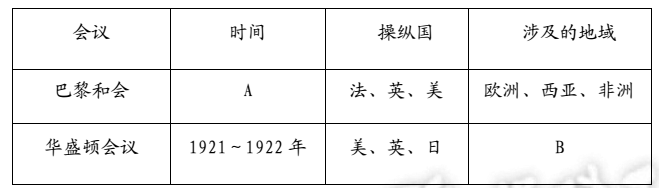 会议 时间 操纵国 涉及的地域
巴黎和会 A 法、英、美 欧洲、西亚、非洲
华盛顿会议 1921~1922年 美、英、日 B